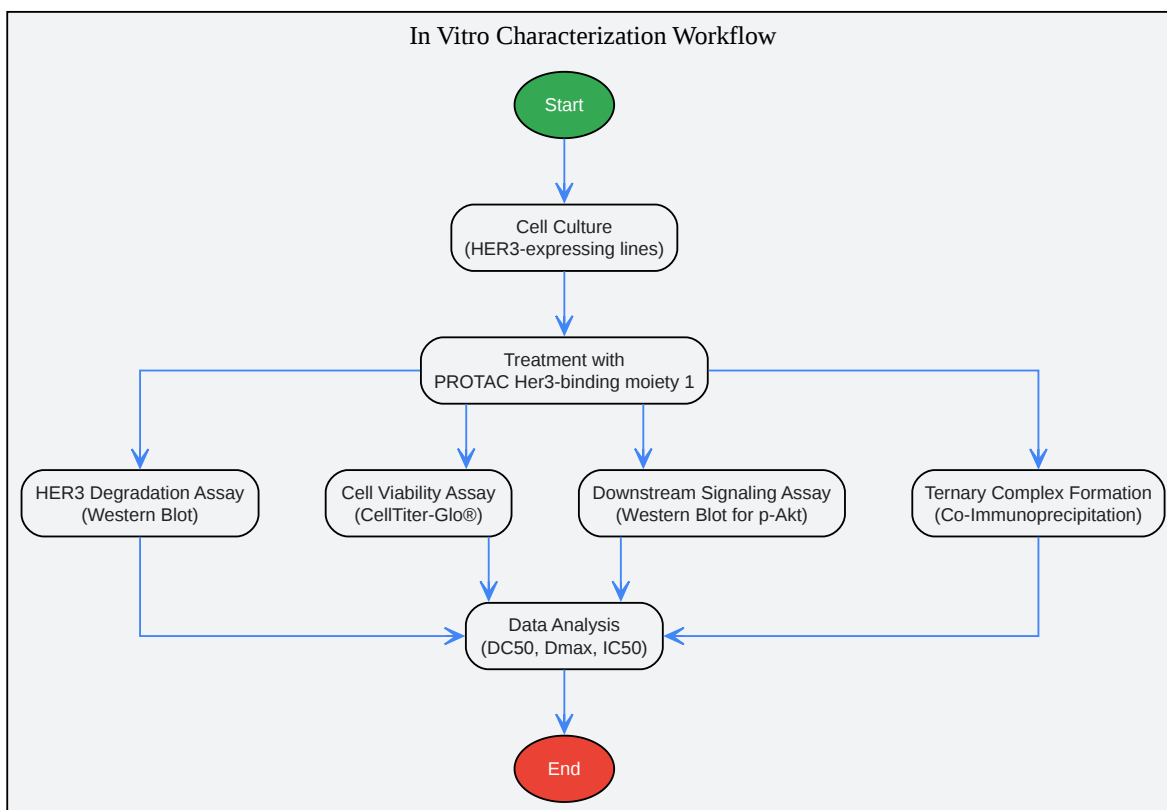 In Vitro Characterization Workflow
Start
Cell Culture
(HER3-expressing lines)
Treatment with
PROTAC Her3-binding moiety 1
HER3 Degradation Assay
(Western Blot)
Cell Viability Assay
(CellTiter-Glo®)
Downstream Signaling Assay
(Western Blot for p-Akt)
Ternary Complex Formation
(Co-Immunoprecipitation)
Data Analysis
(DC50, Dmax, IC50)
End